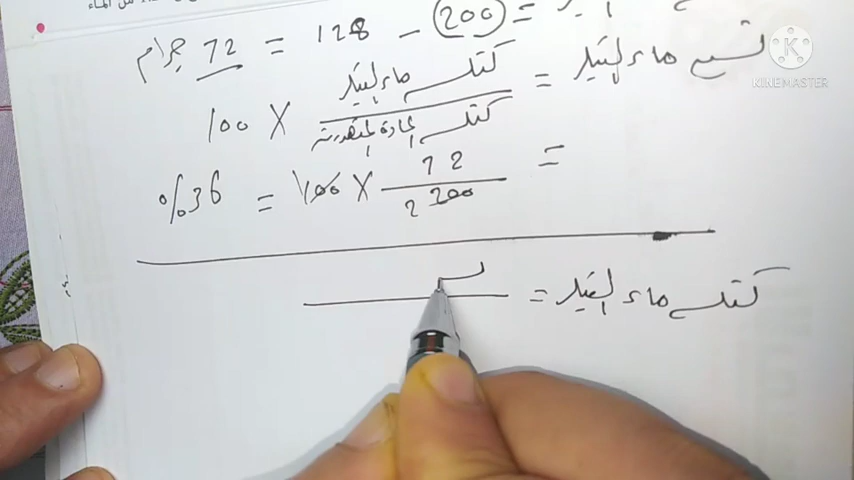 = 200 - 128 = 72 جرام
KINEMASTER
نسبة ماء التبلر = كتلة ماء التبلر / كتلة المادة المتهدرتة × 100
= 72 / 200 2 × 100 = 36%
كتلة ماء التبلر =